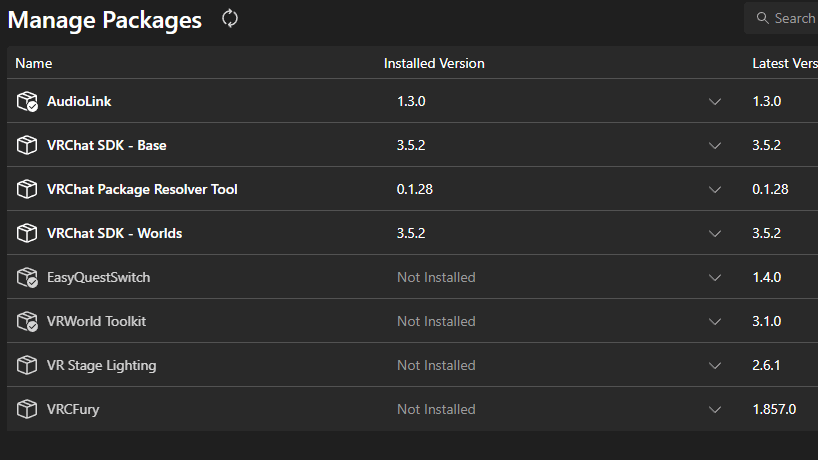 Manage Packages
Search
Name Installed Version Latest Vers
AudioLink 1.3.0 1.3.0
VRChat SDK - Base 3.5.2 3.5.2
VRChat Package Resolver Tool 0.1.28 0.1.28
VRChat SDK - Worlds 3.5.2 3.5.2
EasyQuestSwitch Not Installed 1.4.0
VRWorld Toolkit Not Installed 3.1.0
VR Stage Lighting Not Installed 2.6.1
VRCFury Not Installed 1.857.0